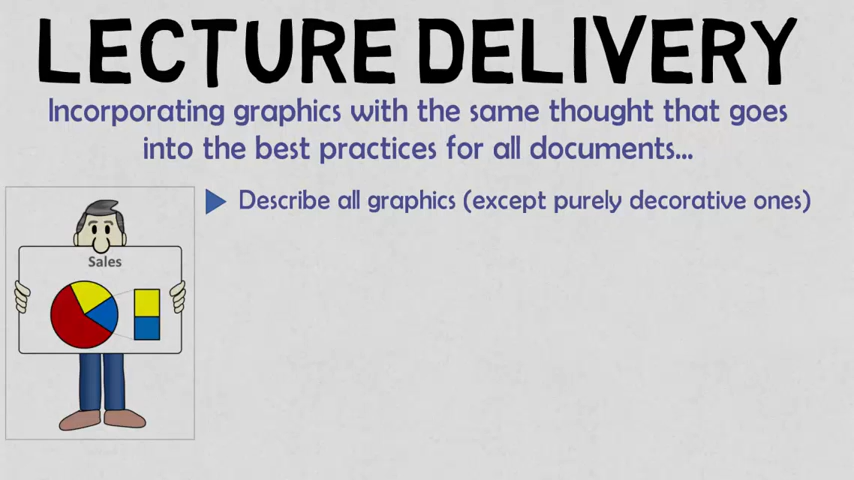 LECTURE DELIVERY
Incorporating graphics with the same thought that goes
into the best practices for all documents...
Describe all graphics (except purely decorative ones)
Sales